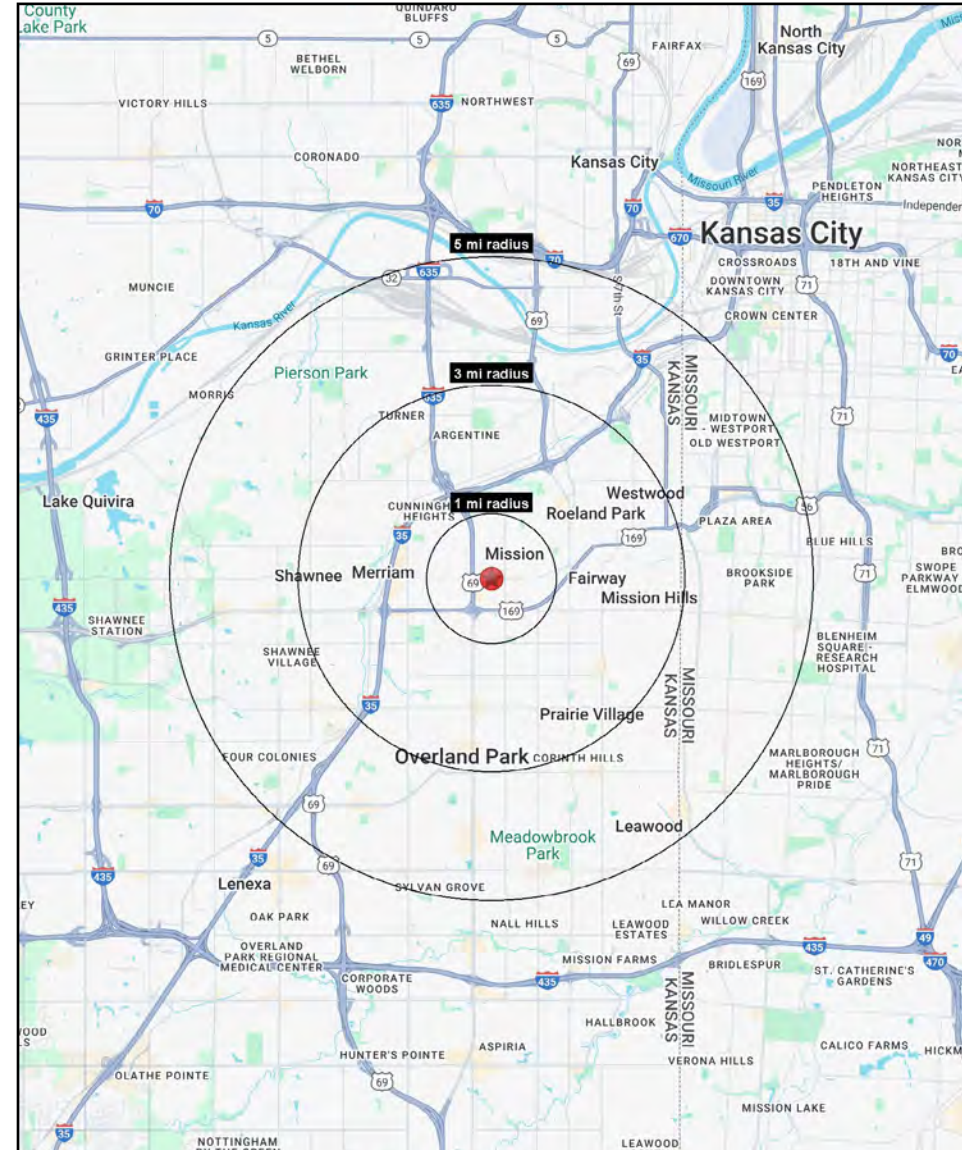 County
Lake Park
QUINDARO
BLUFFS
5
5
5
BETHEL
WELBORN
69
FAIRFAX
North
Kansas City
169
VICTORY HILLS
635
NORTHWEST
CORONADO
Kansas City
Missouri River
NORTHEAST
KANSAS CITY
PENDLETON
HEIGHTS
70
70
35
Independen
5 mi radius
670
Kansas City
635
70
32
CROSSROADS
18TH AND VINE
DOWNTOWN
KANSAS CITY
71
MUNCIE
Kansas River
69
S 7th St
CROWN CENTER
GRINTER PLACE
35
70
Pierson Park
3 mi radius
MISSOURI
KANSAS
MORRIS
635
435
TURNER
ARGENTINE
MIDTOWN
- WESTPORT
OLD WESTPORT
71
Lake Quivira
1 mi radius
Westwood
CUNNINGH
HEIGHTS
Roeland Park
56
PLAZA AREA
35
169
BLUE HILLS
Mission
SWOPE
PARKWAY -
ELMWOOD
Shawnee
Merriam
69
Fairway
BROOKSIDE
PARK
71
Mission Hills
435
169
SHAWNEE
STATION
BLENHEIM
SQUARE -
RESEARCH
HOSPITAL
SHAWNEE
VILLAGE
MISSOURI
KANSAS
35
Prairie Village
FOUR COLONIES
Overland Park
CORINTH HILLS
MARLBOROUGH
HEIGHTS/
MARLBOROUGH
PRIDE
71
69
Leawood
Meadowbrook
Park
35
69
71
435
Lenexa
SYLVAN GROVE
LEA MANOR
OAK PARK
NALL HILLS
LEAWOOD
ESTATES
WILLOW CREEK
OVERLAND
PARK REGIONAL
MEDICAL CENTER
MISSION FARMS
435
49
BRIDLESPUR
470
CORPORATE
WOODS
435
ST. CATHERINE'S
GARDENS
MISSOURI
KANSAS
HALLBROOK
HUNTER'S POINTE
ASPIRIA
CALICO FARMS
HICKM
VERONA HILLS
OLATHE POINTE
69
MISSION LAKE
35
NOTTINGHAM
LEAWOOD